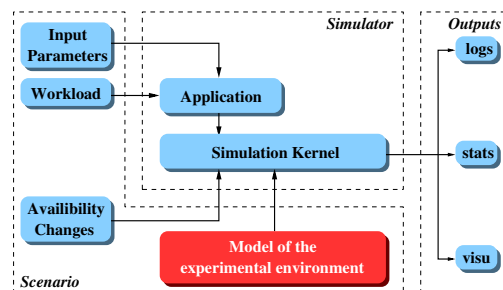 Input
Parameters
Simulator
Outputs
logs
Workload
Application
Simulation Kernel
stats
Availibility
Changes
Model of the
experimental environment
visu
Scenario